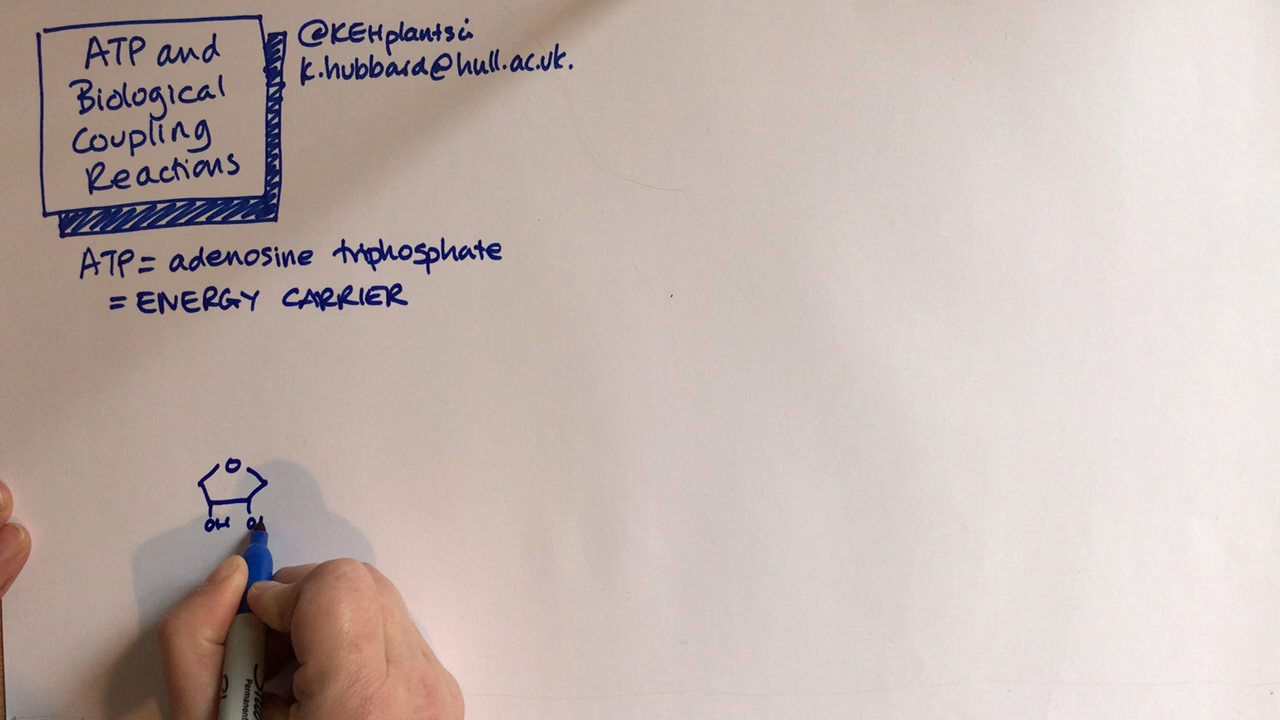 ATP and
Biological
Coupling
Reactions
@KEHplantsci
k.hubbard@hull.ac.uk.
ATP = adenosine triphosphate
= ENERGY CARRIER
O
OH